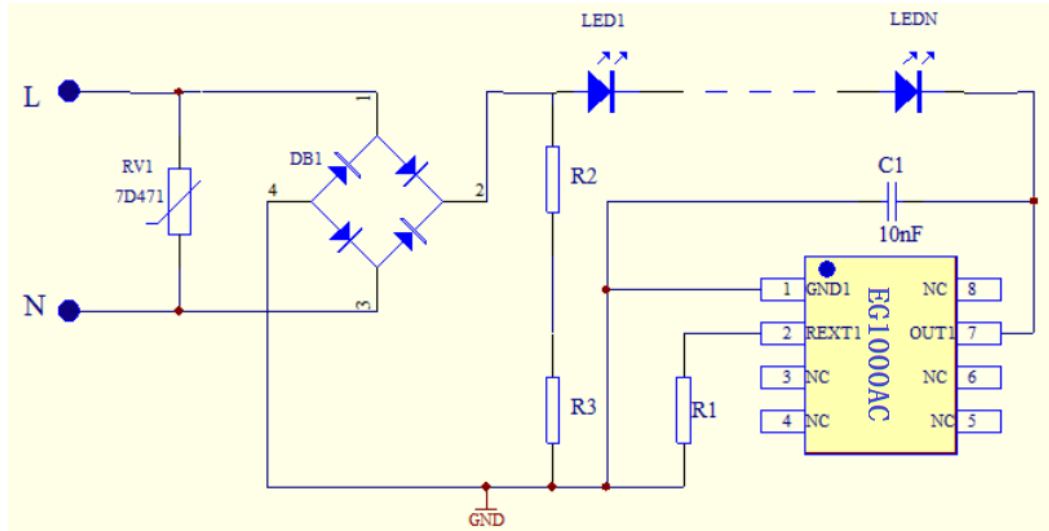 LED1
LEDN
L
1
RV1
7D471
DB1
4
2
R2
C1
10nF
N
3
1 GND1
NC 8
2 REXT1
OUT1 7
3 NC
NC 6
4 NC
NC 5
EG1000AC
R3
R1
GND